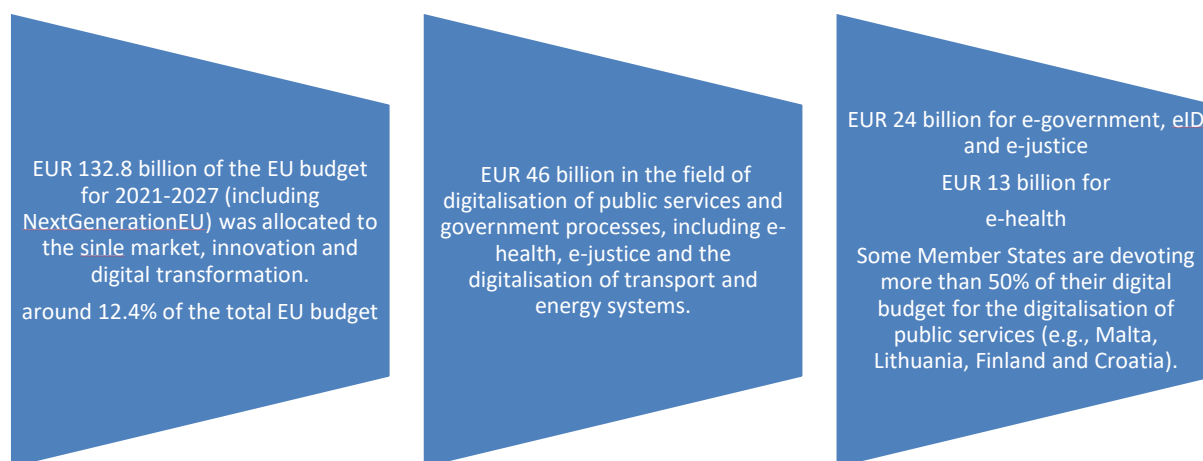 EUR 132.8 billion of the EU budget
for 2021-2027 (including
NextGenerationEU) was allocated to
the sinle market, innovation and
digital transformation.
around 12.4% of the total EU budget
EUR 46 billion in the field of
digitalisation of public services and
government processes, including e-
health, e-justice and the
digitalisation of transport and
energy systems.
EUR 24 billion for e-government, eID
and e-justice
EUR 13 billion for
e-health
Some Member States are devoting
more than 50% of their digital
budget for the digitalisation of
public services (e.g., Malta,
Lithuania, Finland and Croatia).